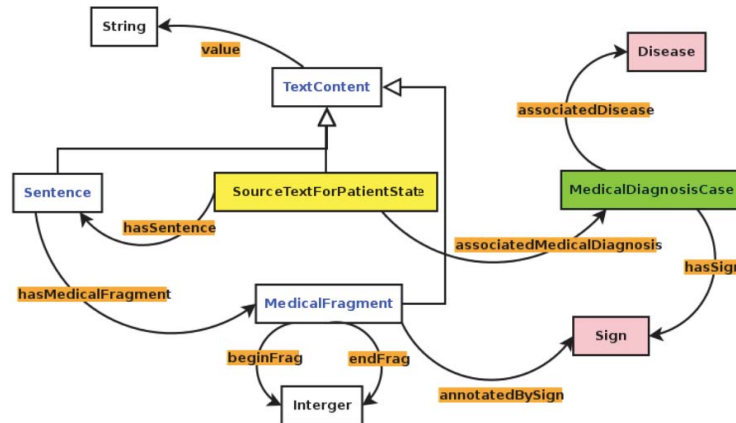 String
value
Disease
TextContent
associatedDisease
Sentence
SourceTextForPatientState
MedicalDiagnosisCase
hasSentence
associatedMedicalDiagnosis
hasSign
hasMedicalFragment
MedicalFragment
Sign
beginFrag
endFrag
annotatedBySign
Interger